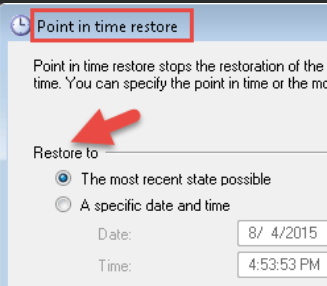 Point in time restore
Point in time restore stops the restoration of the
time. You can specify the point in time or the mo
Restore to
The most recent state possible
A specific date and time
Date: 8/ 4/2015
Time: 4:53:53 PM